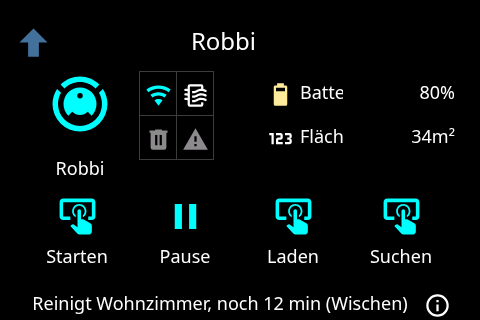 Robbi
Batte 80%
123 Fläch 34m²
Robbi
Starten Pause Laden Suchen
Reinigt Wohnzimmer, noch 12 min (Wischen)